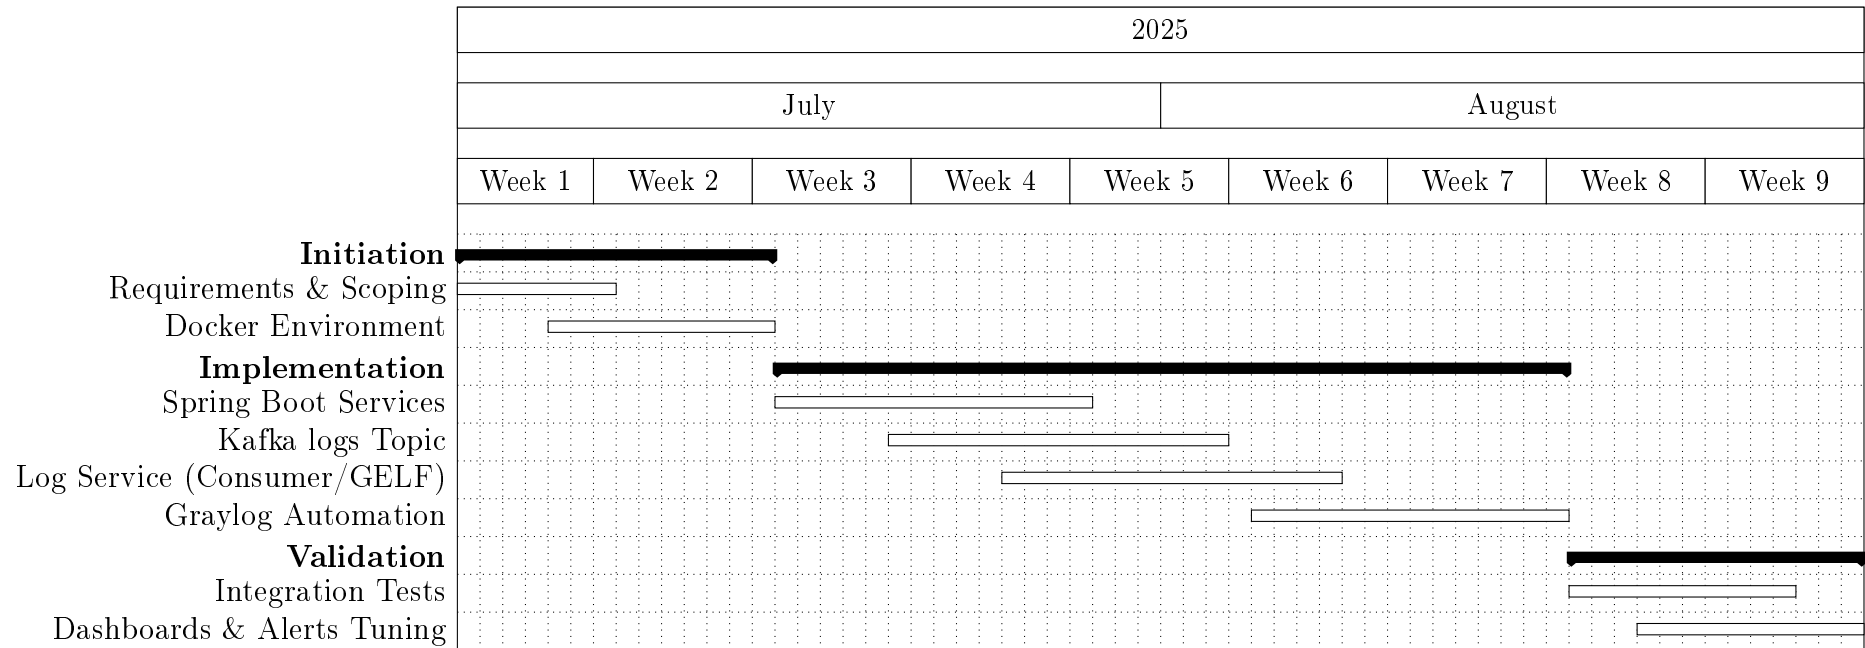 2025
July August
Week 1 Week 2 Week 3 Week 4 Week 5 Week 6 Week 7 Week 8 Week 9
Initiation
Requirements & Scoping
Docker Environment
Implementation
Spring Boot Services
Kafka logs Topic
Log Service (Consumer/GELF)
Graylog Automation
Validation
Integration Tests
Dashboards & Alerts Tuning